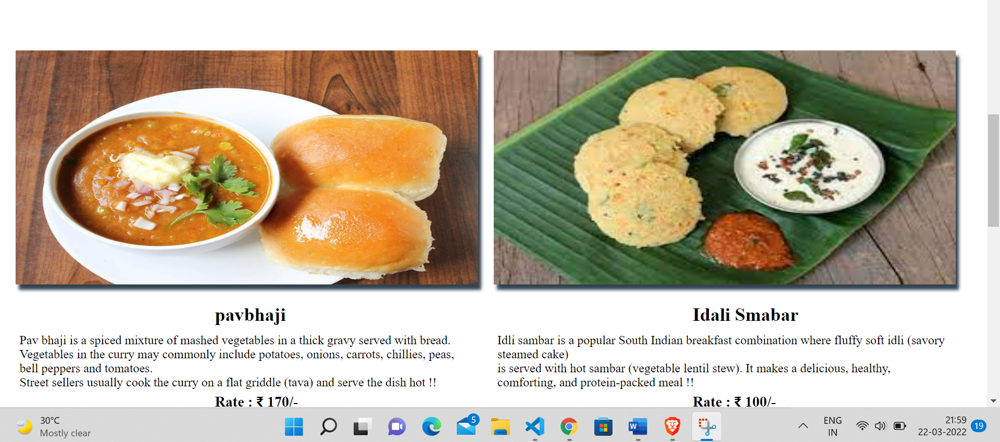 pavbhaji
Pav bhaji is a spiced mixture of mashed vegetables in a thick gravy served with bread.
Vegetables in the curry may commonly include potatoes, onions, carrots, chillies, peas,
bell peppers and tomatoes.
Street sellers usually cook the curry on a flat griddle (tava) and serve the dish hot !!
Rate : ₹ 170/-
Idali Smabar
Idli sambar is a popular South Indian breakfast combination where fluffy soft idli (savory
steamed cake)
is served with hot sambar (vegetable lentil stew). It makes a delicious, healthy,
comforting, and protein-packed meal !!
Rate : ₹ 100/-
30°C
Mostly clear
5
W
ENG
IN
21:59
22-03-2022
19